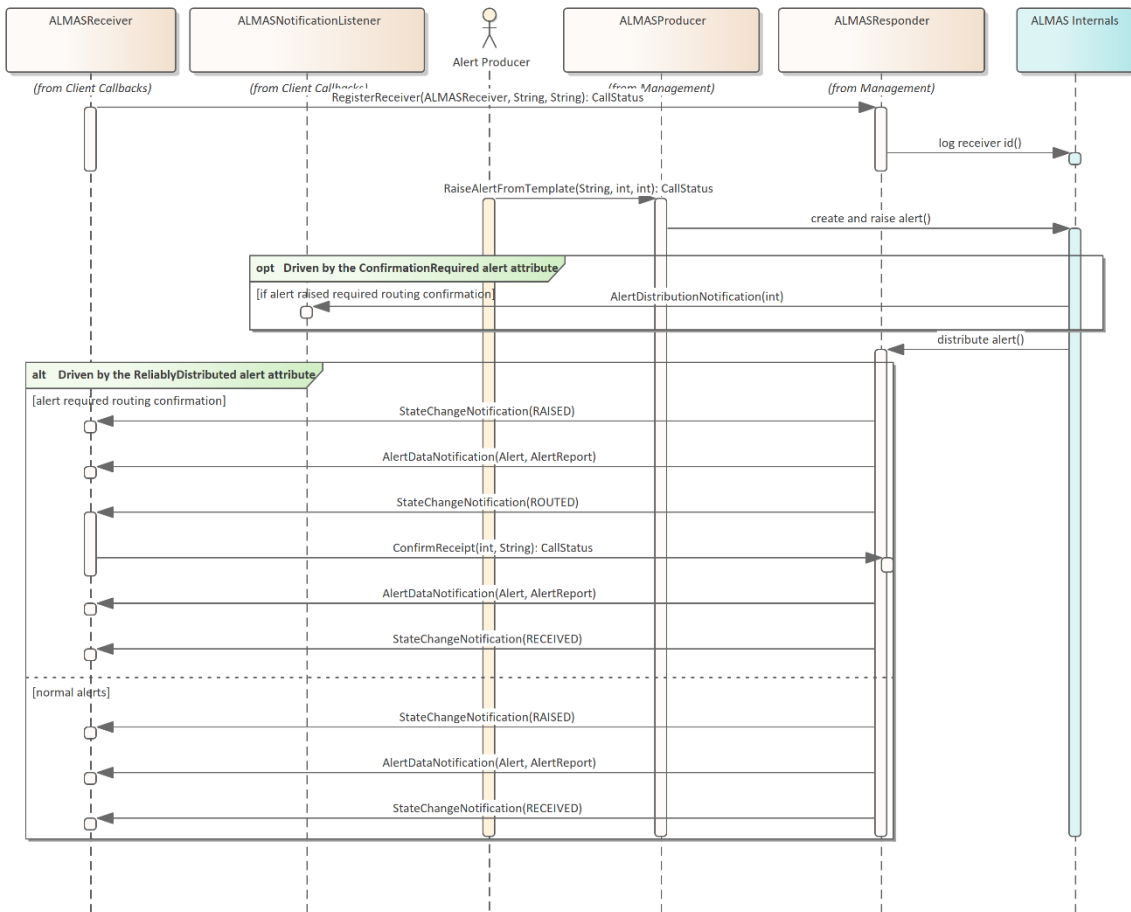 ALMASReceiver
ALMASNotificationListener
Alert Producer
ALMASProducer
ALMASResponder
ALMAS Internals
(from Client Callbacks)
(from Client Callbacks)
(from Management)
(from Management)
RegisterReceiver(ALMASReceiver, String, String): CallStatus
log receiver id()
RaiseAlertFromTemplate(String, int, int): CallStatus
create and raise alert()
opt Driven by the ConfirmationRequired alert attribute
[if alert raised required routing confirmation]
AlertDistributionNotification(int)
distribute alert()
alt Driven by the ReliablyDistributed alert attribute
[alert required routing confirmation]
StateChangeNotification(RAISED)
AlertDataNotification(Alert, AlertReport)
StateChangeNotification(ROUTED)
ConfirmReceipt(int, String): CallStatus
AlertDataNotification(Alert, AlertReport)
StateChangeNotification(RECEIVED)
[normal alerts]
StateChangeNotification(RAISED)
AlertDataNotification(Alert, AlertReport)
StateChangeNotification(RECEIVED)